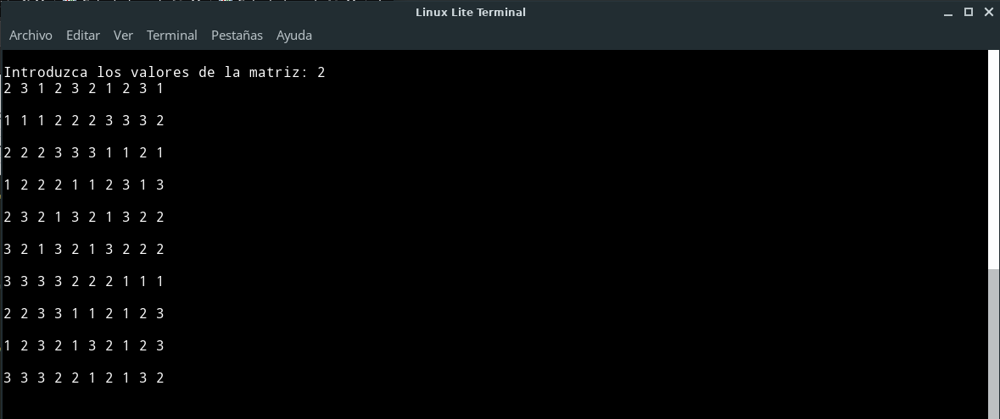 Linux Lite Terminal
Archivo Editar Ver Terminal Pestañas Ayuda
Introduzca los valores de la matriz: 2
2 3 1 2 3 2 1 2 3 1
1 1 1 2 2 2 3 3 3 2
2 2 2 3 3 3 1 1 2 1
1 2 2 2 1 1 2 3 1 3
2 3 2 1 3 2 1 3 2 2
3 2 1 3 2 1 3 2 2 2
3 3 3 3 2 2 2 1 1 1
2 2 3 3 1 1 2 1 2 3
1 2 3 2 1 3 2 1 2 3
3 3 3 2 2 1 2 1 3 2